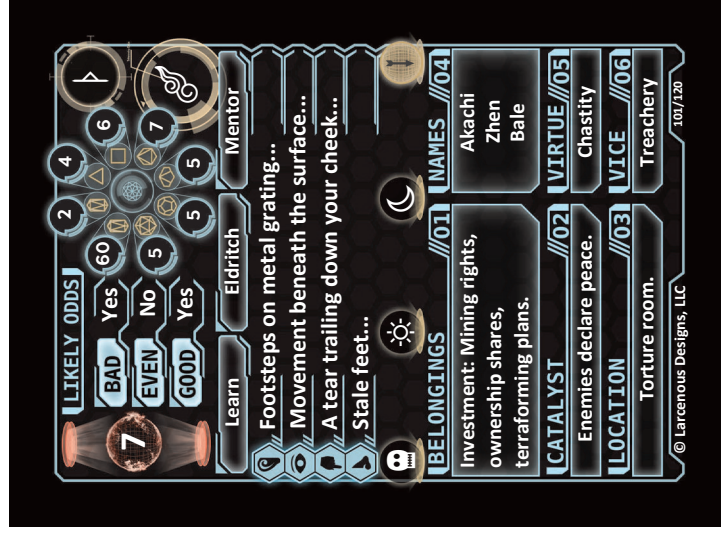 7
LIKELY ODDS
BAD Yes
EVEN No
GOOD Yes
2
4
6
7
5
5
5
60
Learn
Eldritch
Mentor
Footsteps on metal grating...
Movement beneath the surface...
A tear trailing down your cheek...
Stale feet...
BELONGINGS //01
Investment: Mining rights,
ownership shares,
terraforming plans.
NAMES //04
Akachi
Zhen
Bale
CATALYST //02
Enemies declare peace.
VIRTUE //05
Chastity
LOCATION //03
Torture room.
VICE //06
Treachery
© Larcenous Designs, LLC
101/120